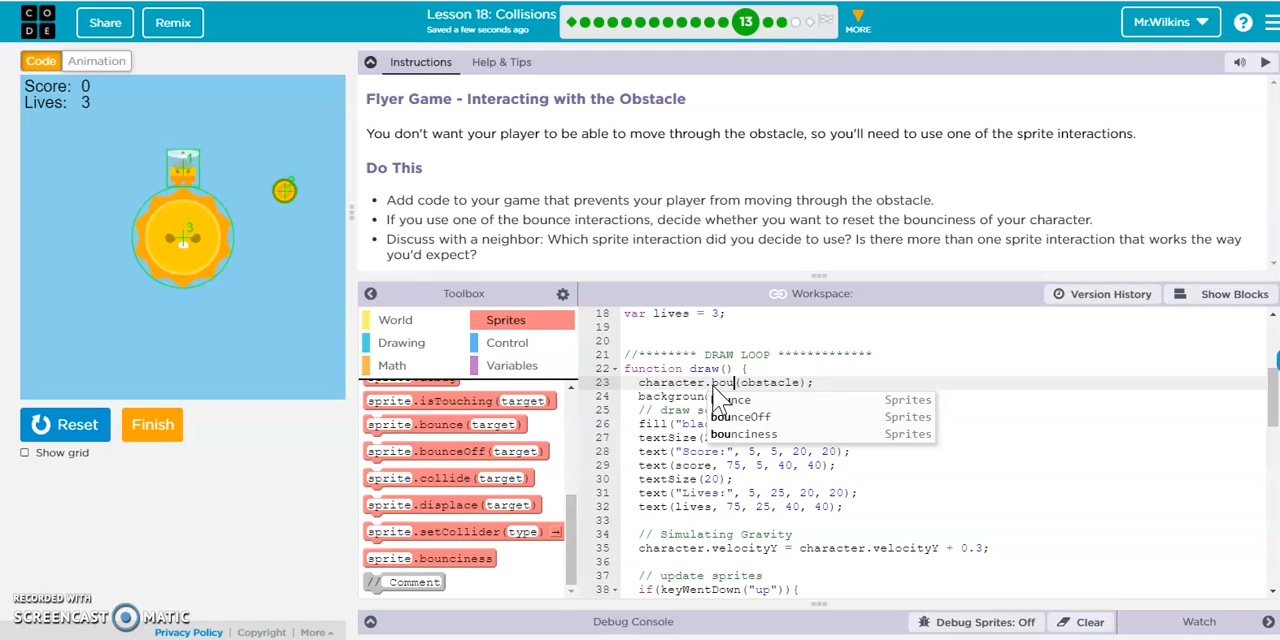 C O
D E
Share
Remix
Lesson 18: Collisions
Saved a few seconds ago
13
MORE
Mr.Wilkins
?
Code Animation
Instructions
Help & Tips
Score: 0
Lives: 3
1
2
3
Flyer Game - Interacting with the Obstacle
You don't want your player to be able to move through the obstacle, so you'll need to use one of the sprite interactions.
Do This
• Add code to your game that prevents your player from moving through the obstacle.
• If you use one of the bounce interactions, decide whether you want to reset the bounciness of your character.
• Discuss with a neighbor: Which sprite interaction did you decide to use? Is there more than one sprite interaction that works the way
you'd expect?
Toolbox
Workspace:
Version History
Show Blocks
World
Sprites
Drawing
Control
Math
Variables
sprite.isTouching(target)
sprite.bounce(target)
sprite.bounceOff(target)
sprite.collide(target)
sprite.displace(target)
sprite.setCollider(type)
sprite.bounciness
// Comment
18 var lives = 3;
19
20
21 //******** DRAW LOOP *************
22 function draw() {
23 character.bou(obstacle);
24 background
25 // draw s
26 fill("bla
27 textSize(
28 text("Score:", 5, 5, 20, 20);
29 text(score, 75, 5, 40, 40);
30 textSize(20);
31 text("Lives:", 5, 25, 20, 20);
32 text(lives, 75, 25, 40, 40);
33
34 // Simulating Gravity
35 character.velocityY = character.velocityY + 0.3;
36
37 // update sprites
38 if(keyWentDown("up")){
ounce Sprites
bounceOff Sprites
bounciness Sprites
Reset
Finish
Show grid
RECORDED WITH
SCREENCAST MATIC
Privacy Policy | Copyright | More
Debug Console
Debug Sprites: Off
Clear
Watch